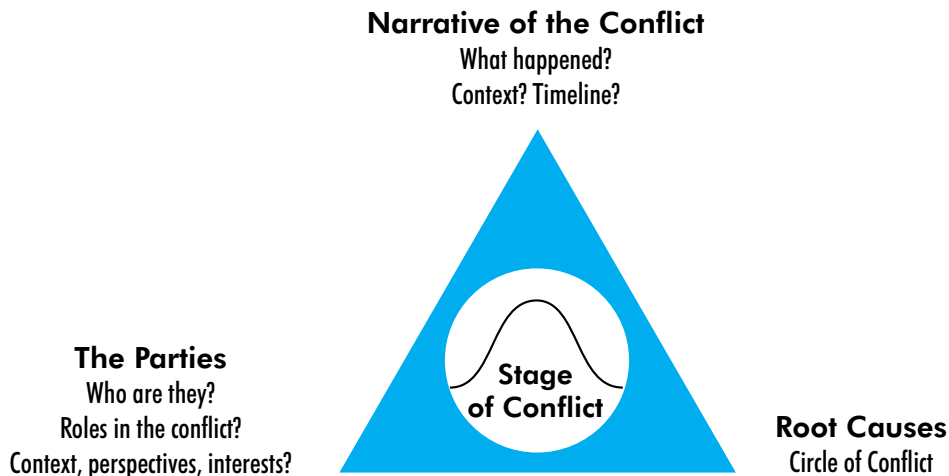 Narrative of the Conflict
What happened?
Context? Timeline?
The Parties
Who are they?
Roles in the conflict?
Context, perspectives, interests?
Stage
of Conflict
Root Causes
Circle of Conflict